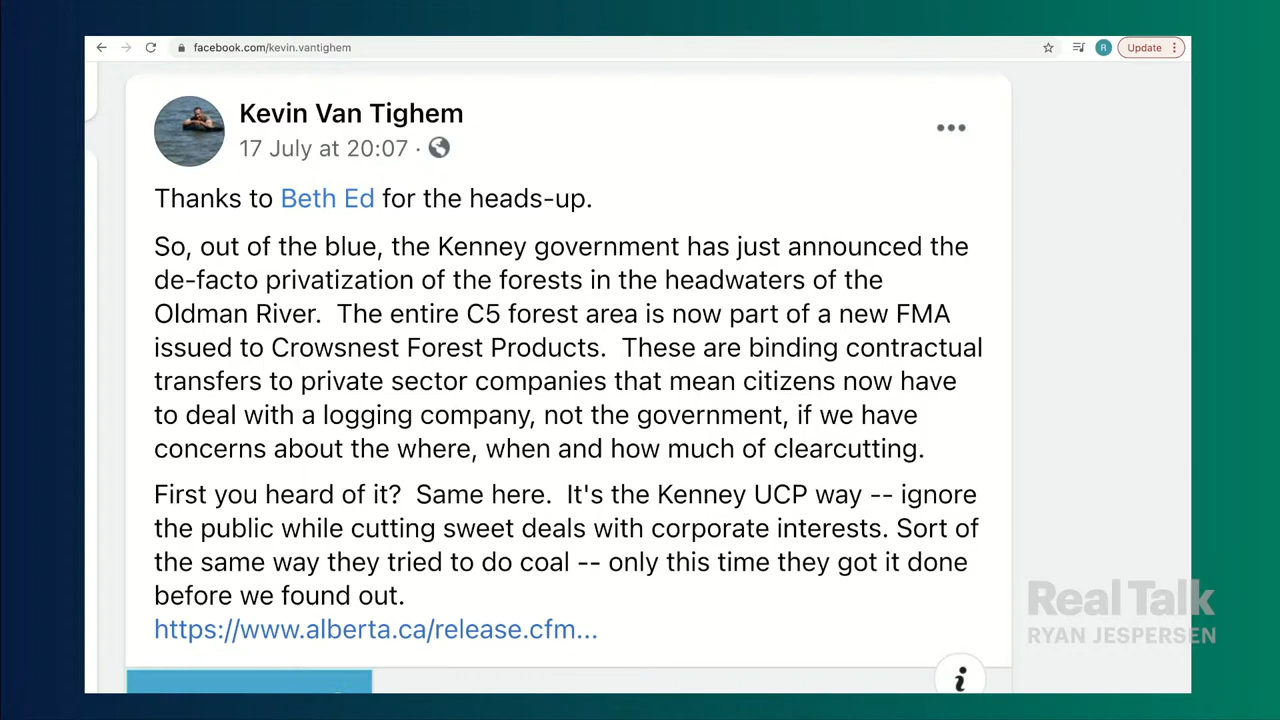 facebook.com/kevin.vantighem
R
Update
Kevin Van Tighem
17 July at 20:07 ·
Thanks to Beth Ed for the heads-up.
So, out of the blue, the Kenney government has just announced the
de-facto privatization of the forests in the headwaters of the
Oldman River.  The entire C5 forest area is now part of a new FMA
issued to Crowsnest Forest Products.  These are binding contractual
transfers to private sector companies that mean citizens now have
to deal with a logging company, not the government, if we have
concerns about the where, when and how much of clearcutting.
First you heard of it?  Same here.  It's the Kenney UCP way -- ignore
the public while cutting sweet deals with corporate interests. Sort of
the same way they tried to do coal -- only this time they got it done
before we found out.
https://www.alberta.ca/release.cfm...
Real Talk
RYAN JESPERSEN